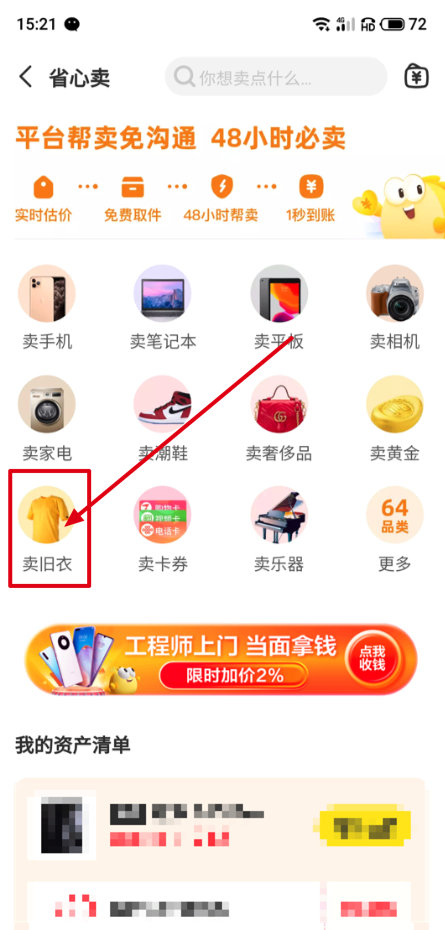 15:21
4G HD 72
省心卖
你想卖点什么...
平台帮卖免沟通 48小时必卖
实时估价 免费取件 48小时帮卖 1秒到账
卖手机 卖笔记本 卖平板 卖相机
卖家电 卖潮鞋 卖奢侈品 卖黄金
购物卡
视频卡
电话卡
64
品类
卖旧衣 卖卡券 卖乐器 更多
工程师上门 当面拿钱
限时加价2%
点我
收钱
我的资产清单